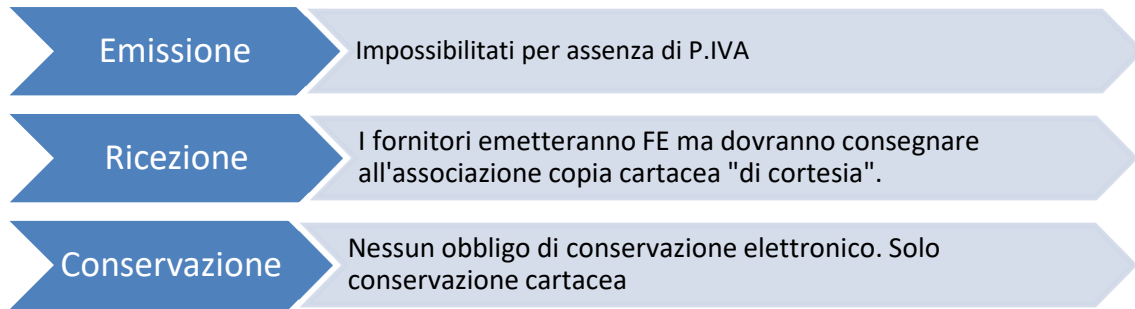 Emissione
Impossibilitati per assenza di P.IVA
Ricezione
I fornitori emetteranno FE ma dovranno consegnare
all'associazione copia cartacea "di cortesia".
Conservazione
Nessun obbligo di conservazione elettronico. Solo
conservazione cartacea